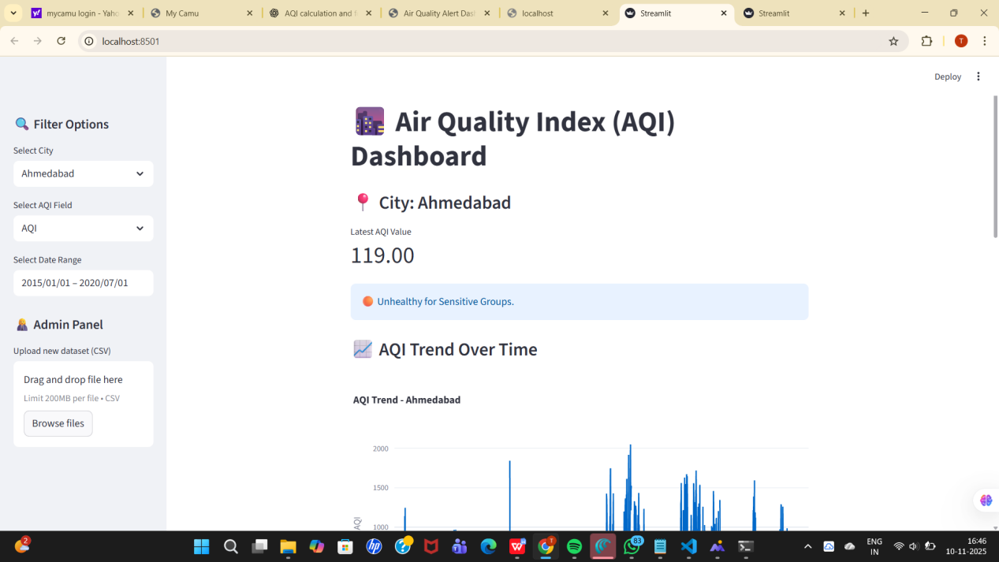 mycamu login - Yaho
My Camu
AQI calculation and f
Air Quality Alert Dash
localhost
Streamlit
Streamlit
localhost:8501
T
Deploy
Filter Options
Select City
Ahmedabad
Select AQI Field
AQI
Select Date Range
2015/01/01 – 2020/07/01
Admin Panel
Upload new dataset (CSV)
Drag and drop file here
Limit 200MB per file • CSV
Browse files
Air Quality Index (AQI)
Dashboard
City: Ahmedabad
Latest AQI Value
119.00
Unhealthy for Sensitive Groups.
AQI Trend Over Time
AQI Trend - Ahmedabad
2000
1500
1000
AQI
2
hp
T
83
ENG
IN
16:46
10-11-2025